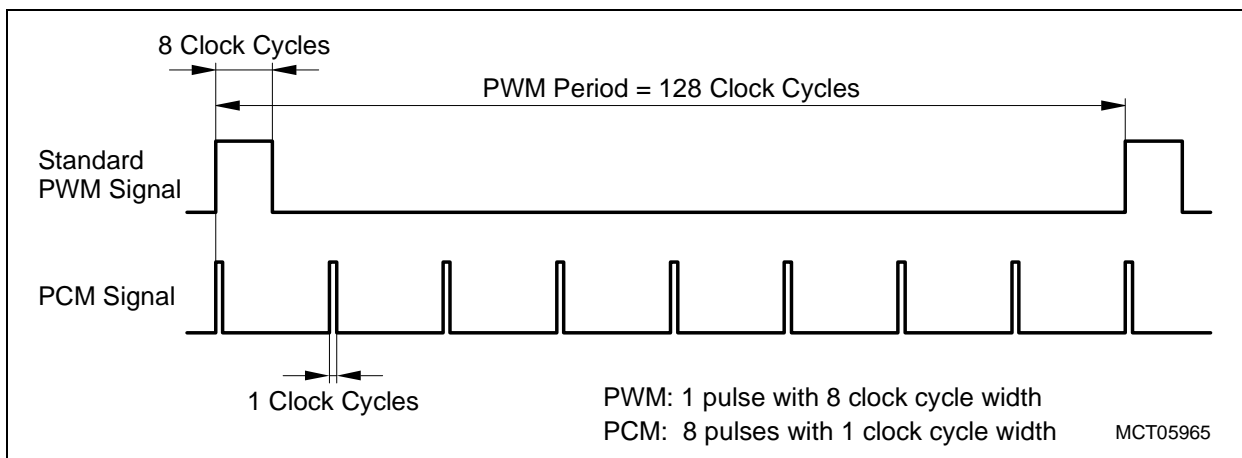 8 Clock Cycles
PWM Period = 128 Clock Cycles
Standard
PWM Signal
PCM Signal
1 Clock Cycles
PWM: 1 pulse with 8 clock cycle width
PCM: 8 pulses with 1 clock cycle width
MCT05965